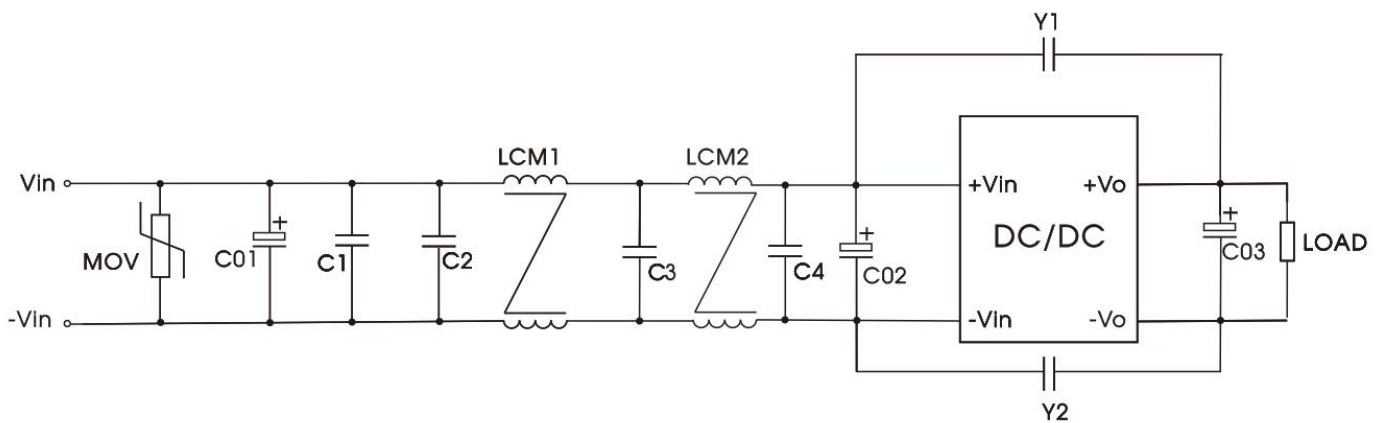 Y1
LCM1
LCM2
Vin
+Vin
+Vo
MOV
+
C01
C1
C2
C3
C4
+
C02
DC/DC
+
C03
LOAD
-Vin
-Vin
-Vo
Y2